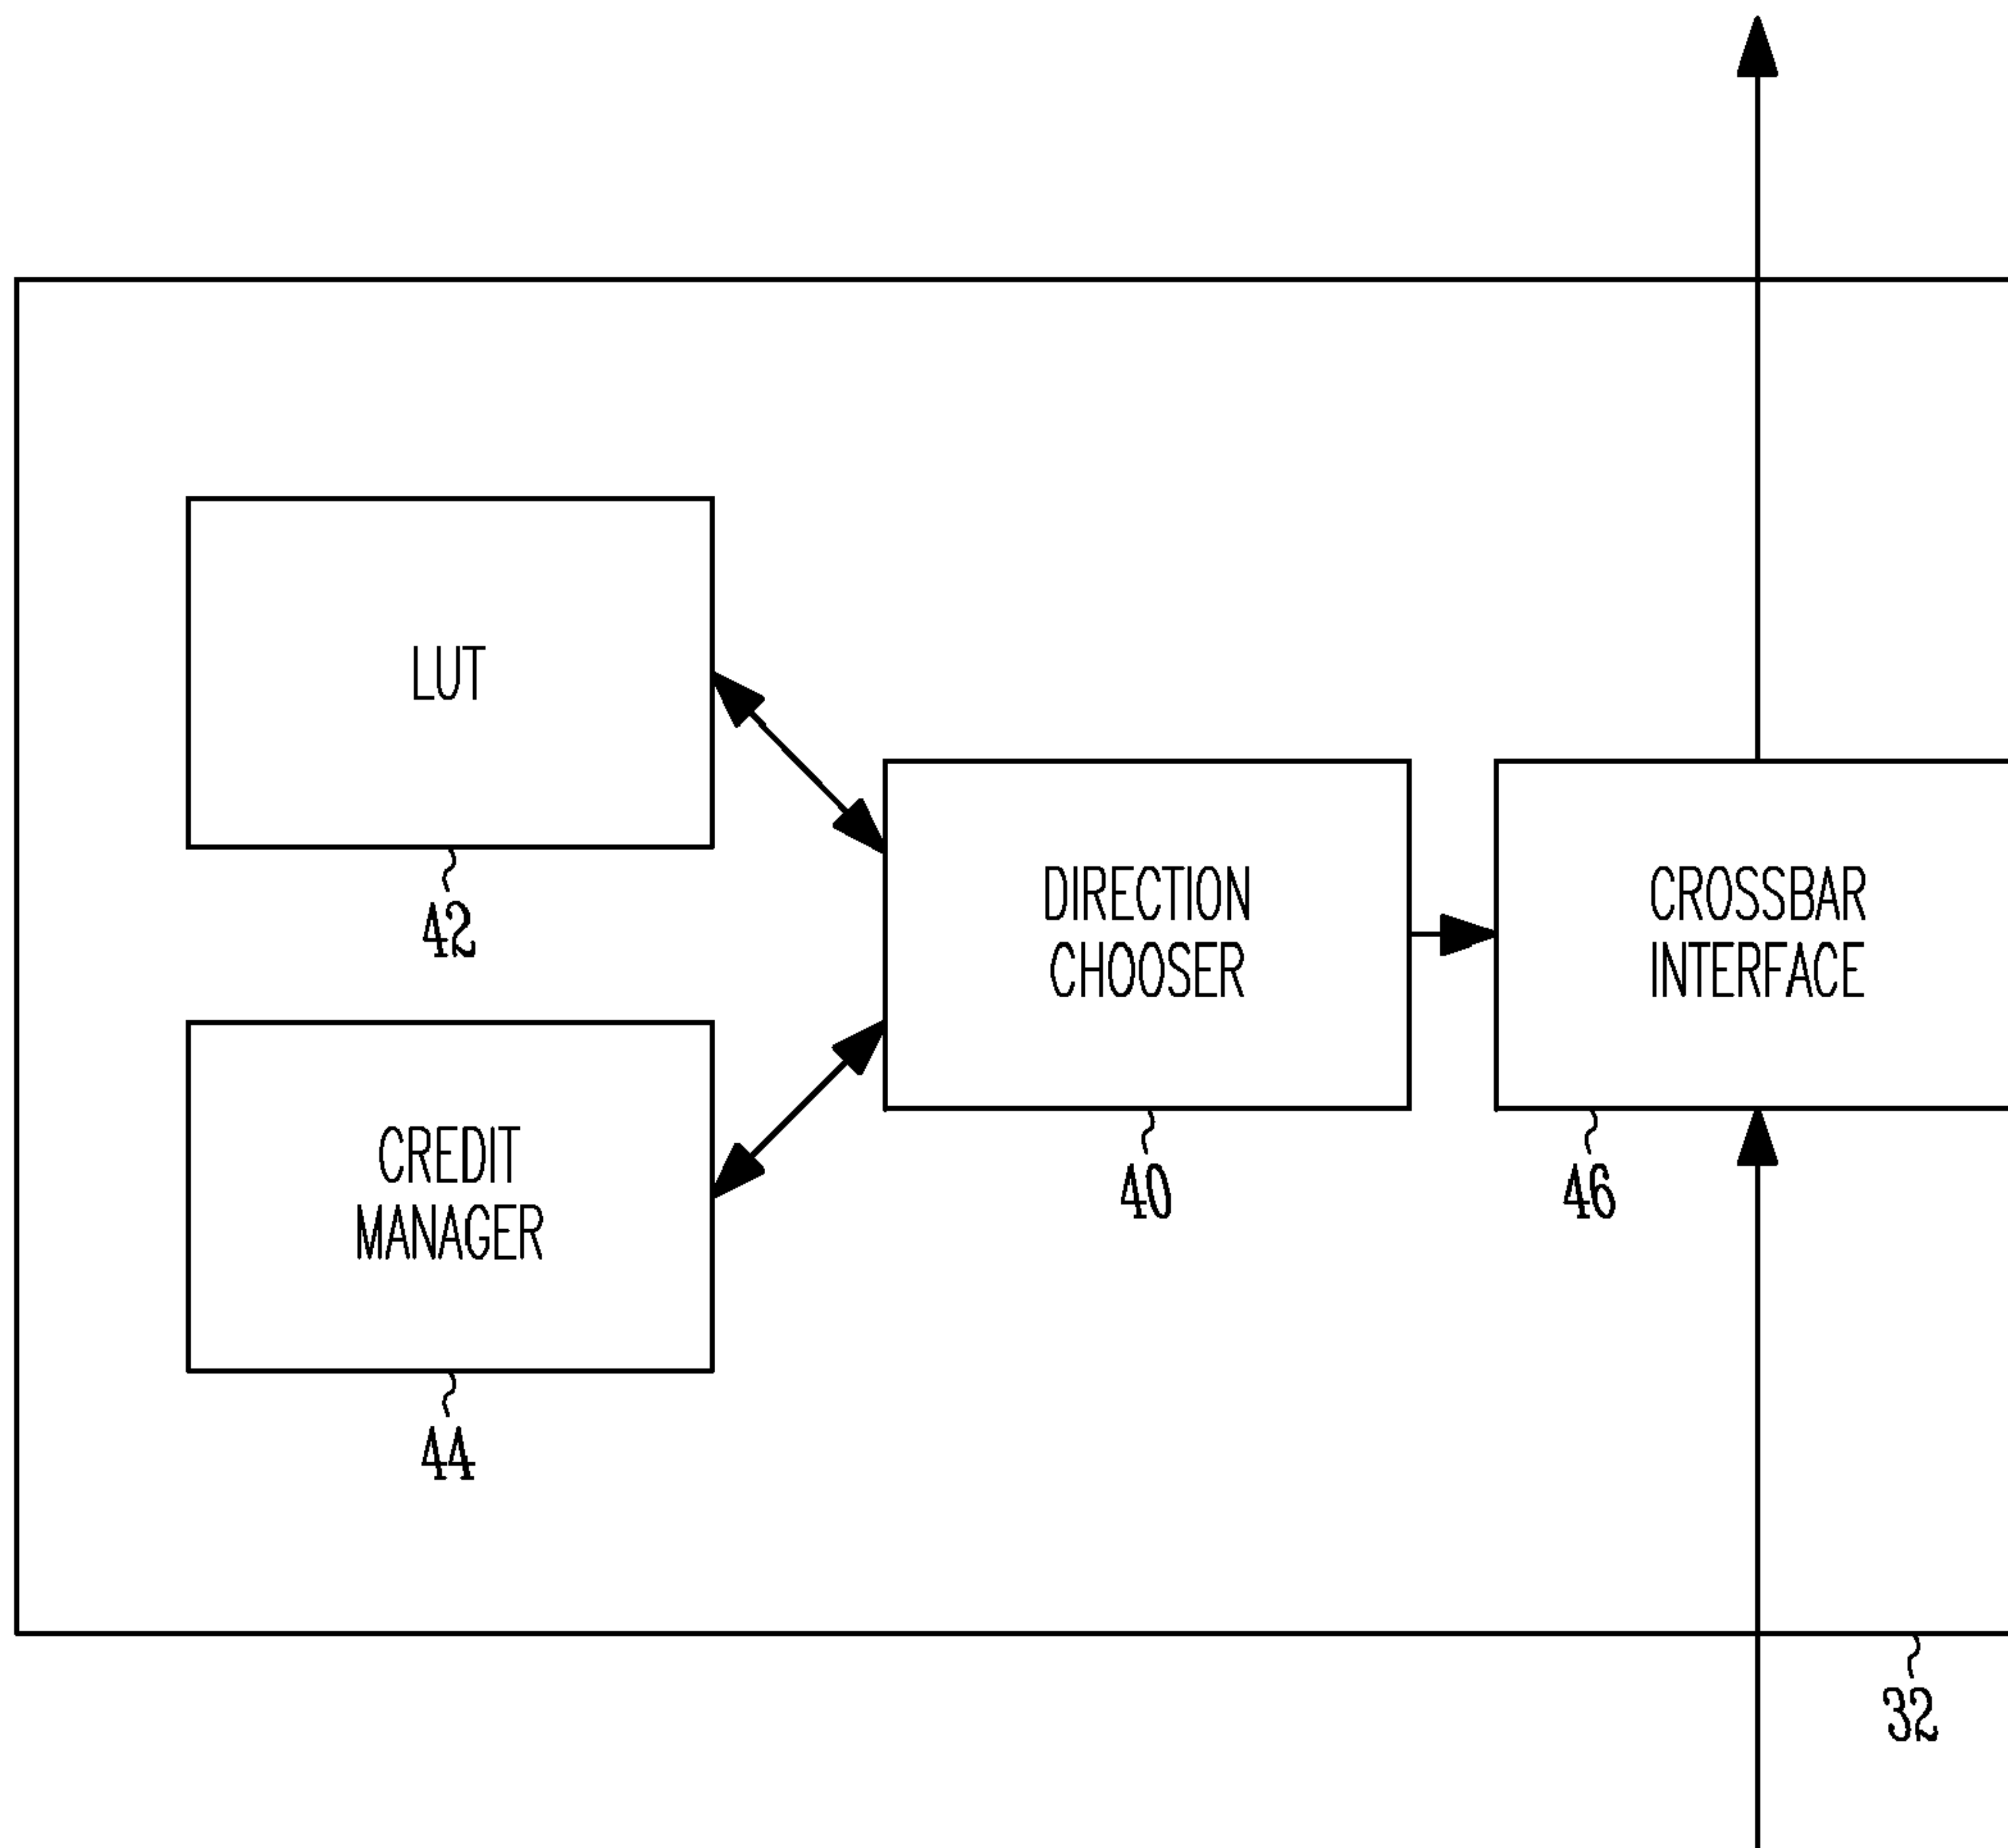 LUT
42
DIRECTION
CHOOSER
40
CROSSBAR
INTERFACE
46
CREDIT
MANAGER
44
32